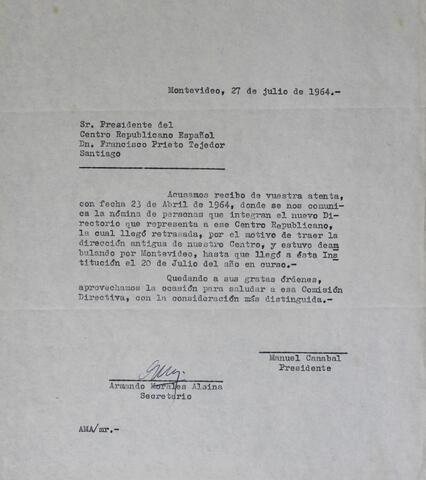 Montevideo, 27 de julio de 1964.-
Sr. Presidente del
Centro Republicano Español
Dn. Francisco Prieto Tejedor
Santiago
Acusamos recibo de vuestra atenta,
con fecha 23 de Abril de 1964, donde se nos comuni
ca la nómina de personas que integran el nuevo Di-
rectorio que representa a ese Centro Republicano,
la cual llegó retrasada, por el motivo de traer la
dirección antigua de nuestro Centro, y estuvo deam
bulando por Montevideo, hasta que llegó a ésta Ins
titución el 20 de Julio del año en curso.-
Quedando a sus gratas órdenes,
aprovechamos la ocasión para saludar a esa Comisión
Directiva, con la consideración más distinguida.-
Manuel Canabal
Presidente
Armando Morales Alsina
Secretario
AMA/mr.-